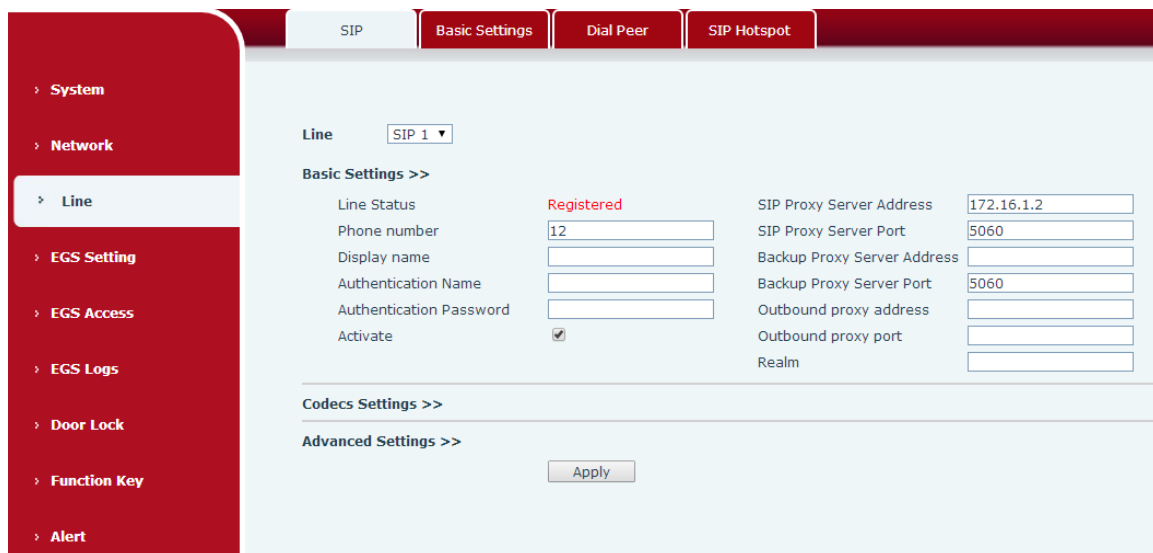 SIP
Basic Settings
Dial Peer
SIP Hotspot
› System
› Network
› Line
› EGS Setting
› EGS Access
› EGS Logs
› Door Lock
› Function Key
› Alert
Line SIP 1
Basic Settings >>
Line Status Registered
Phone number 12
Display name
Authentication Name
Authentication Password
Activate
SIP Proxy Server Address 172.16.1.2
SIP Proxy Server Port 5060
Backup Proxy Server Address
Backup Proxy Server Port 5060
Outbound proxy address
Outbound proxy port
Realm
Codecs Settings >>
Advanced Settings >>
Apply